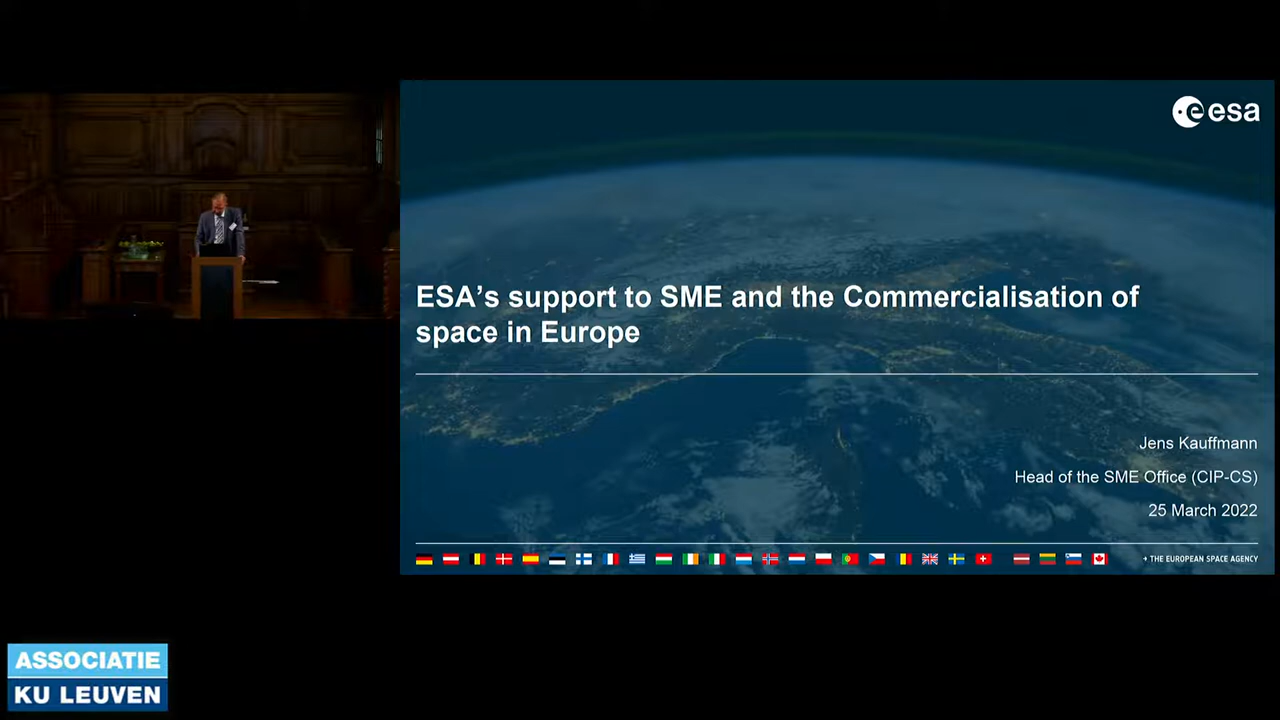 esa
ESA's support to SME and the Commercialisation of
space in Europe
Jens Kauffmann
Head of the SME Office (CIP-CS)
25 March 2022
→ THE EUROPEAN SPACE AGENCY
ASSOCIATIE
KU LEUVEN